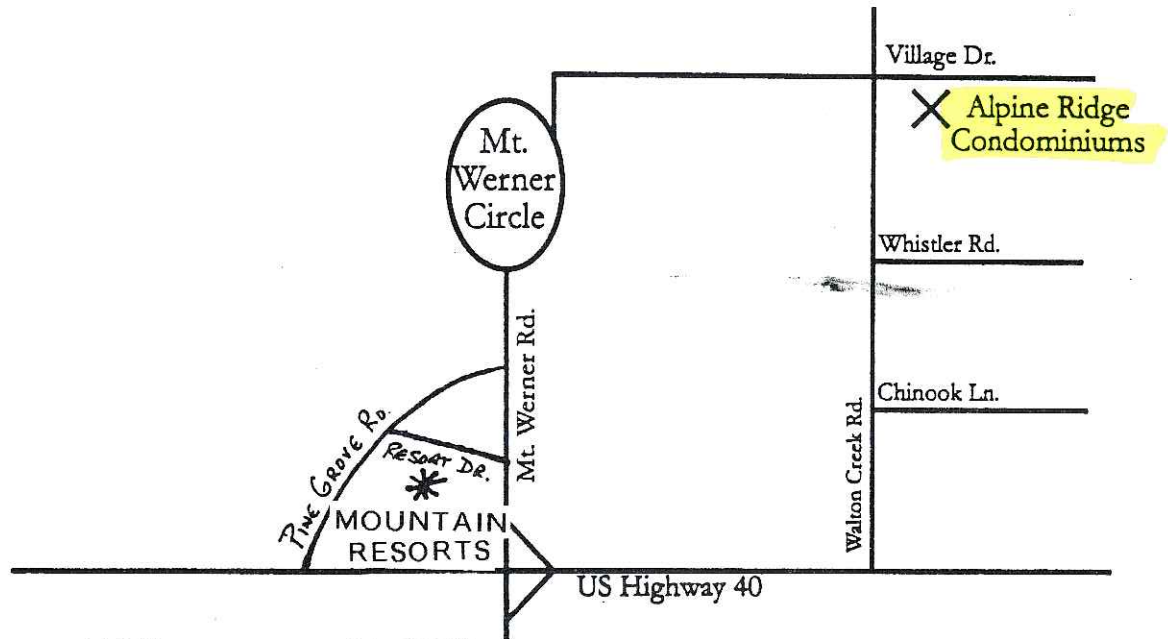 Village Dr.
Alpine Ridge
Condominiums
Mt.
Werner
Circle
Whistler Rd.
Mt. Werner Rd.
Chinook Ln.
Walton Creek Rd.
PINE GROVE RD.
RESORT DR.
MOUNTAIN
RESORTS
US Highway 40